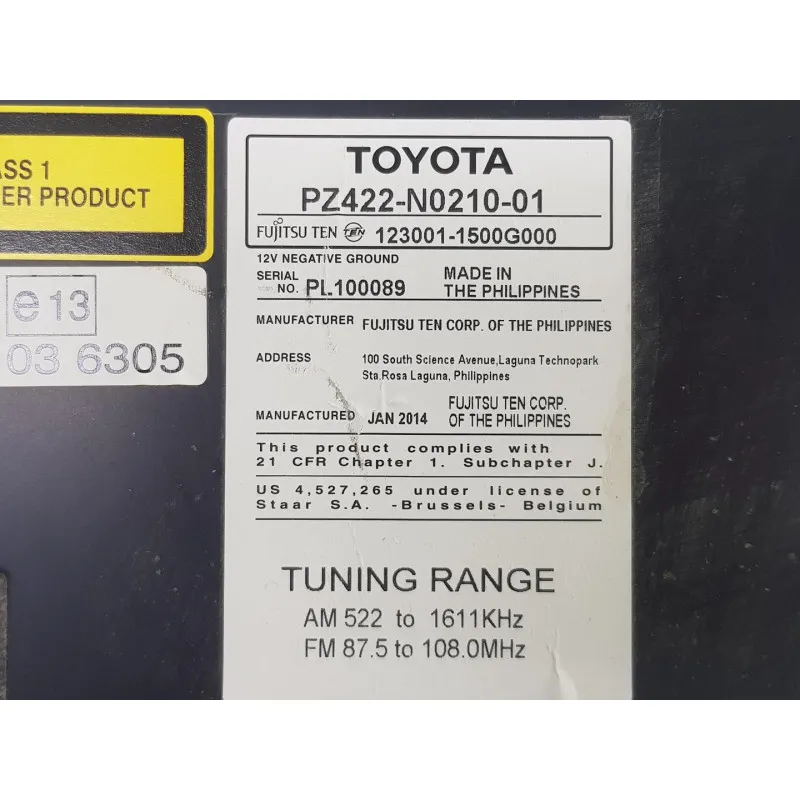 ASS 1
ER PRODUCT
e 13
03 6305
TOYOTA
PZ422-N0210-01
FUJITSU TEN TEN 123001-1500G000
12V NEGATIVE GROUND
SERIAL NO. PL100089
MADE IN THE PHILIPPINES
MANUFACTURER FUJITSU TEN CORP. OF THE PHILIPPINES
ADDRESS 100 South Science Avenue,Laguna Technopark
Sta.Rosa Laguna, Philippines
MANUFACTURED JAN 2014 FUJITSU TEN CORP.
OF THE PHILIPPINES
This product complies with
21 CFR Chapter 1. Subchapter J.
US 4,527,265 under license of
Staar S.A. -Brussels- Belgium
TUNING RANGE
AM 522 to 1611KHz
FM 87.5 to 108.0MHz